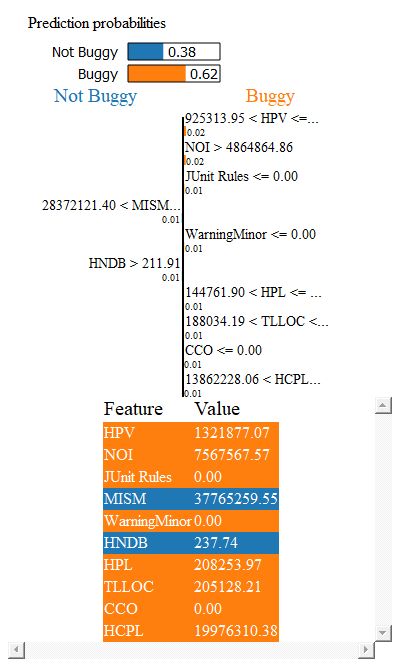 Prediction probabilities
Not Buggy 0.38
Buggy 0.62
Not Buggy Buggy
925313.95 < HPV <=...
0.02
NOI > 4864864.86
0.02
JUnit Rules <= 0.00
0.01
28372121.40 < MISM...
0.01
WarningMinor <= 0.00
0.01
HNDB > 211.91
0.01
144761.90 < HPL <= ...
0.01
188034.19 < TLLOC <...
0.01
CCO <= 0.00
0.01
13862228.06 < HCPL...
0.01
Feature Value
HPV 1321877.07
NOI 7567567.57
JUnit Rules 0.00
MISM 37765259.55
WarningMinor 0.00
HNDB 237.74
HPL 208253.97
TLLOC 205128.21
CCO 0.00
HCPL 19976310.38